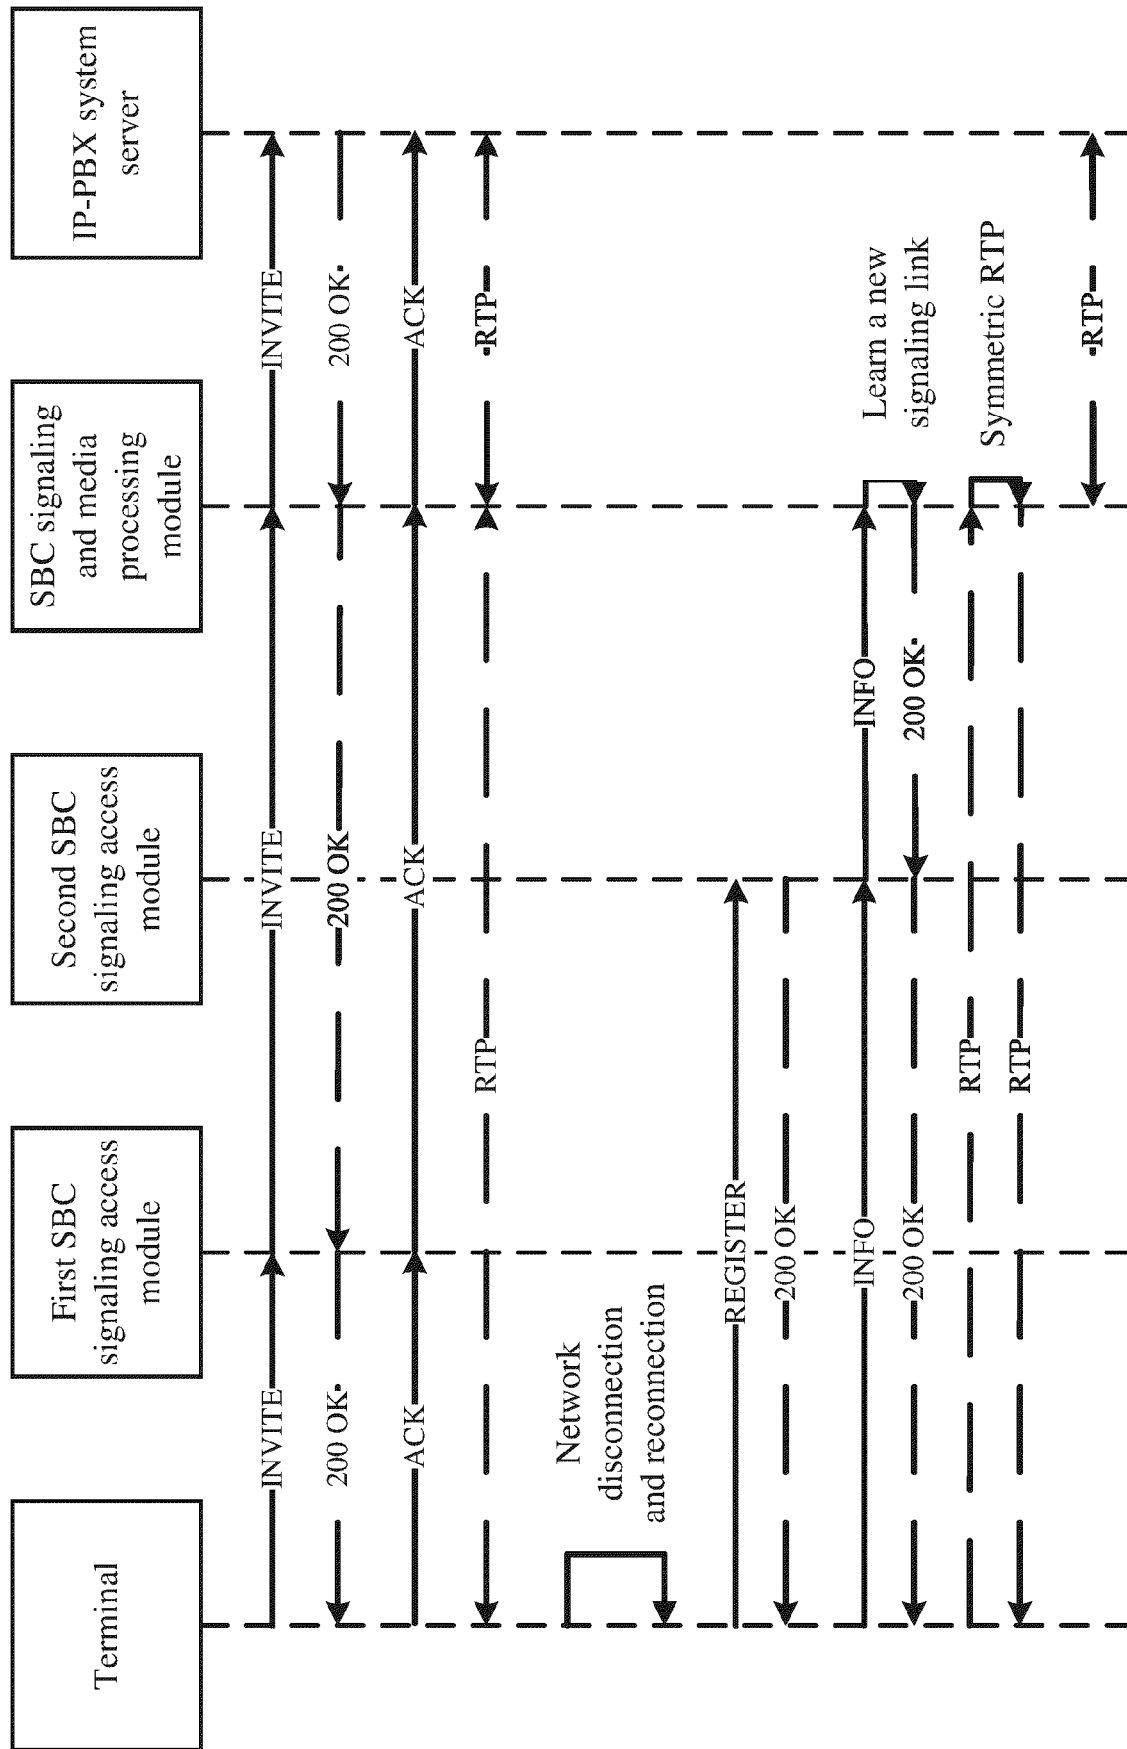 Terminal
First SBC
signaling access
module
Second SBC
signaling access
module
SBC signaling
and media
processing
module
IP-PBX system
server
INVITE
INVITE
INVITE
200 OK
200 OK
200 OK
ACK
ACK
ACK
RTP
RTP
Network
disconnection
and reconnection
REGISTER
200 OK
INFO
INFO
Learn a new
signaling link
200 OK
200 OK
RTP
Symmetric RTP
RTP
RTP